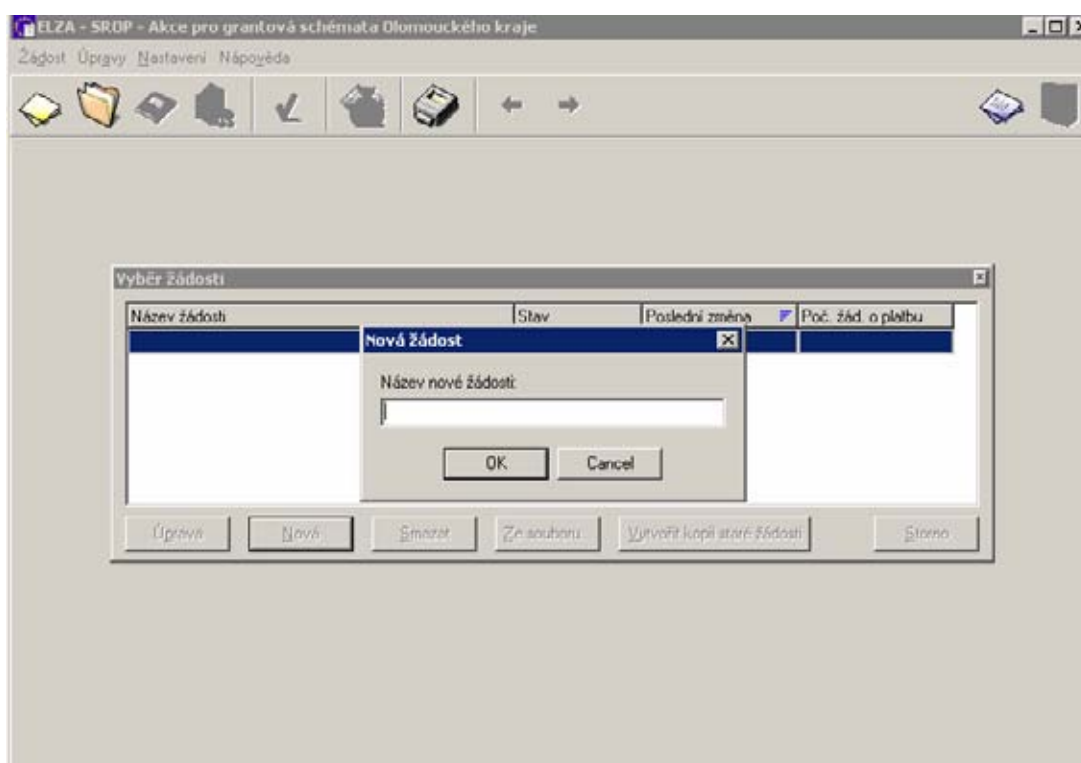 ELZA - SROP - Akce pro grantová schémata Olomouckého kraje
Žádost Úpravy Nastavení Nápověda
Výběr žádosti
Název žádosti Stav Poslední změna Poč. žád. o platbu
Nová žádost
Název nové žádosti:
OK Cancel
Úprava Nová Smazat Ze souboru Vytvořit kopii staré žádosti Storno